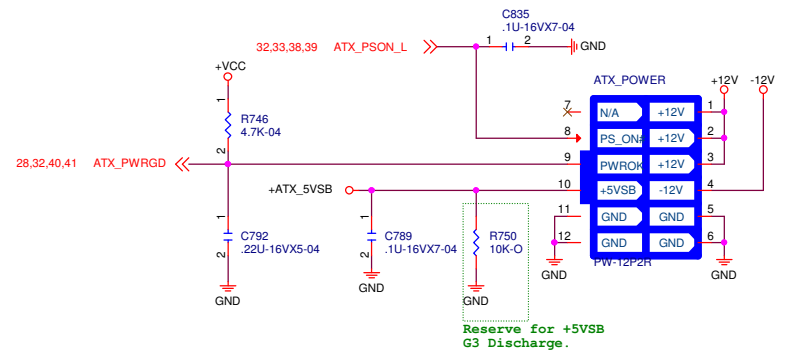 C835
.1U-16VX7-04
32,33,38,39 ATX_PSON_L
1 2
GND
+VCC
ATX_POWER
+12V -12V
1
R746
4.7K-04
2
7 N/A +12V 1
8 PS_ON# +12V 2
28,32,40,41 ATX_PWRGD
9 PWROK +12V 3
+ATX_5VSB
10 +5VSB -12V 4
11 GND GND 5
12 GND GND 6
PW-12P2R
1
C792
.22U-16VX5-04
2
GND
1
C789
.1U-16VX7-04
2
GND
R750
10K-O
GND
GND
GND
Reserve for +5VSB
G3 Discharge.